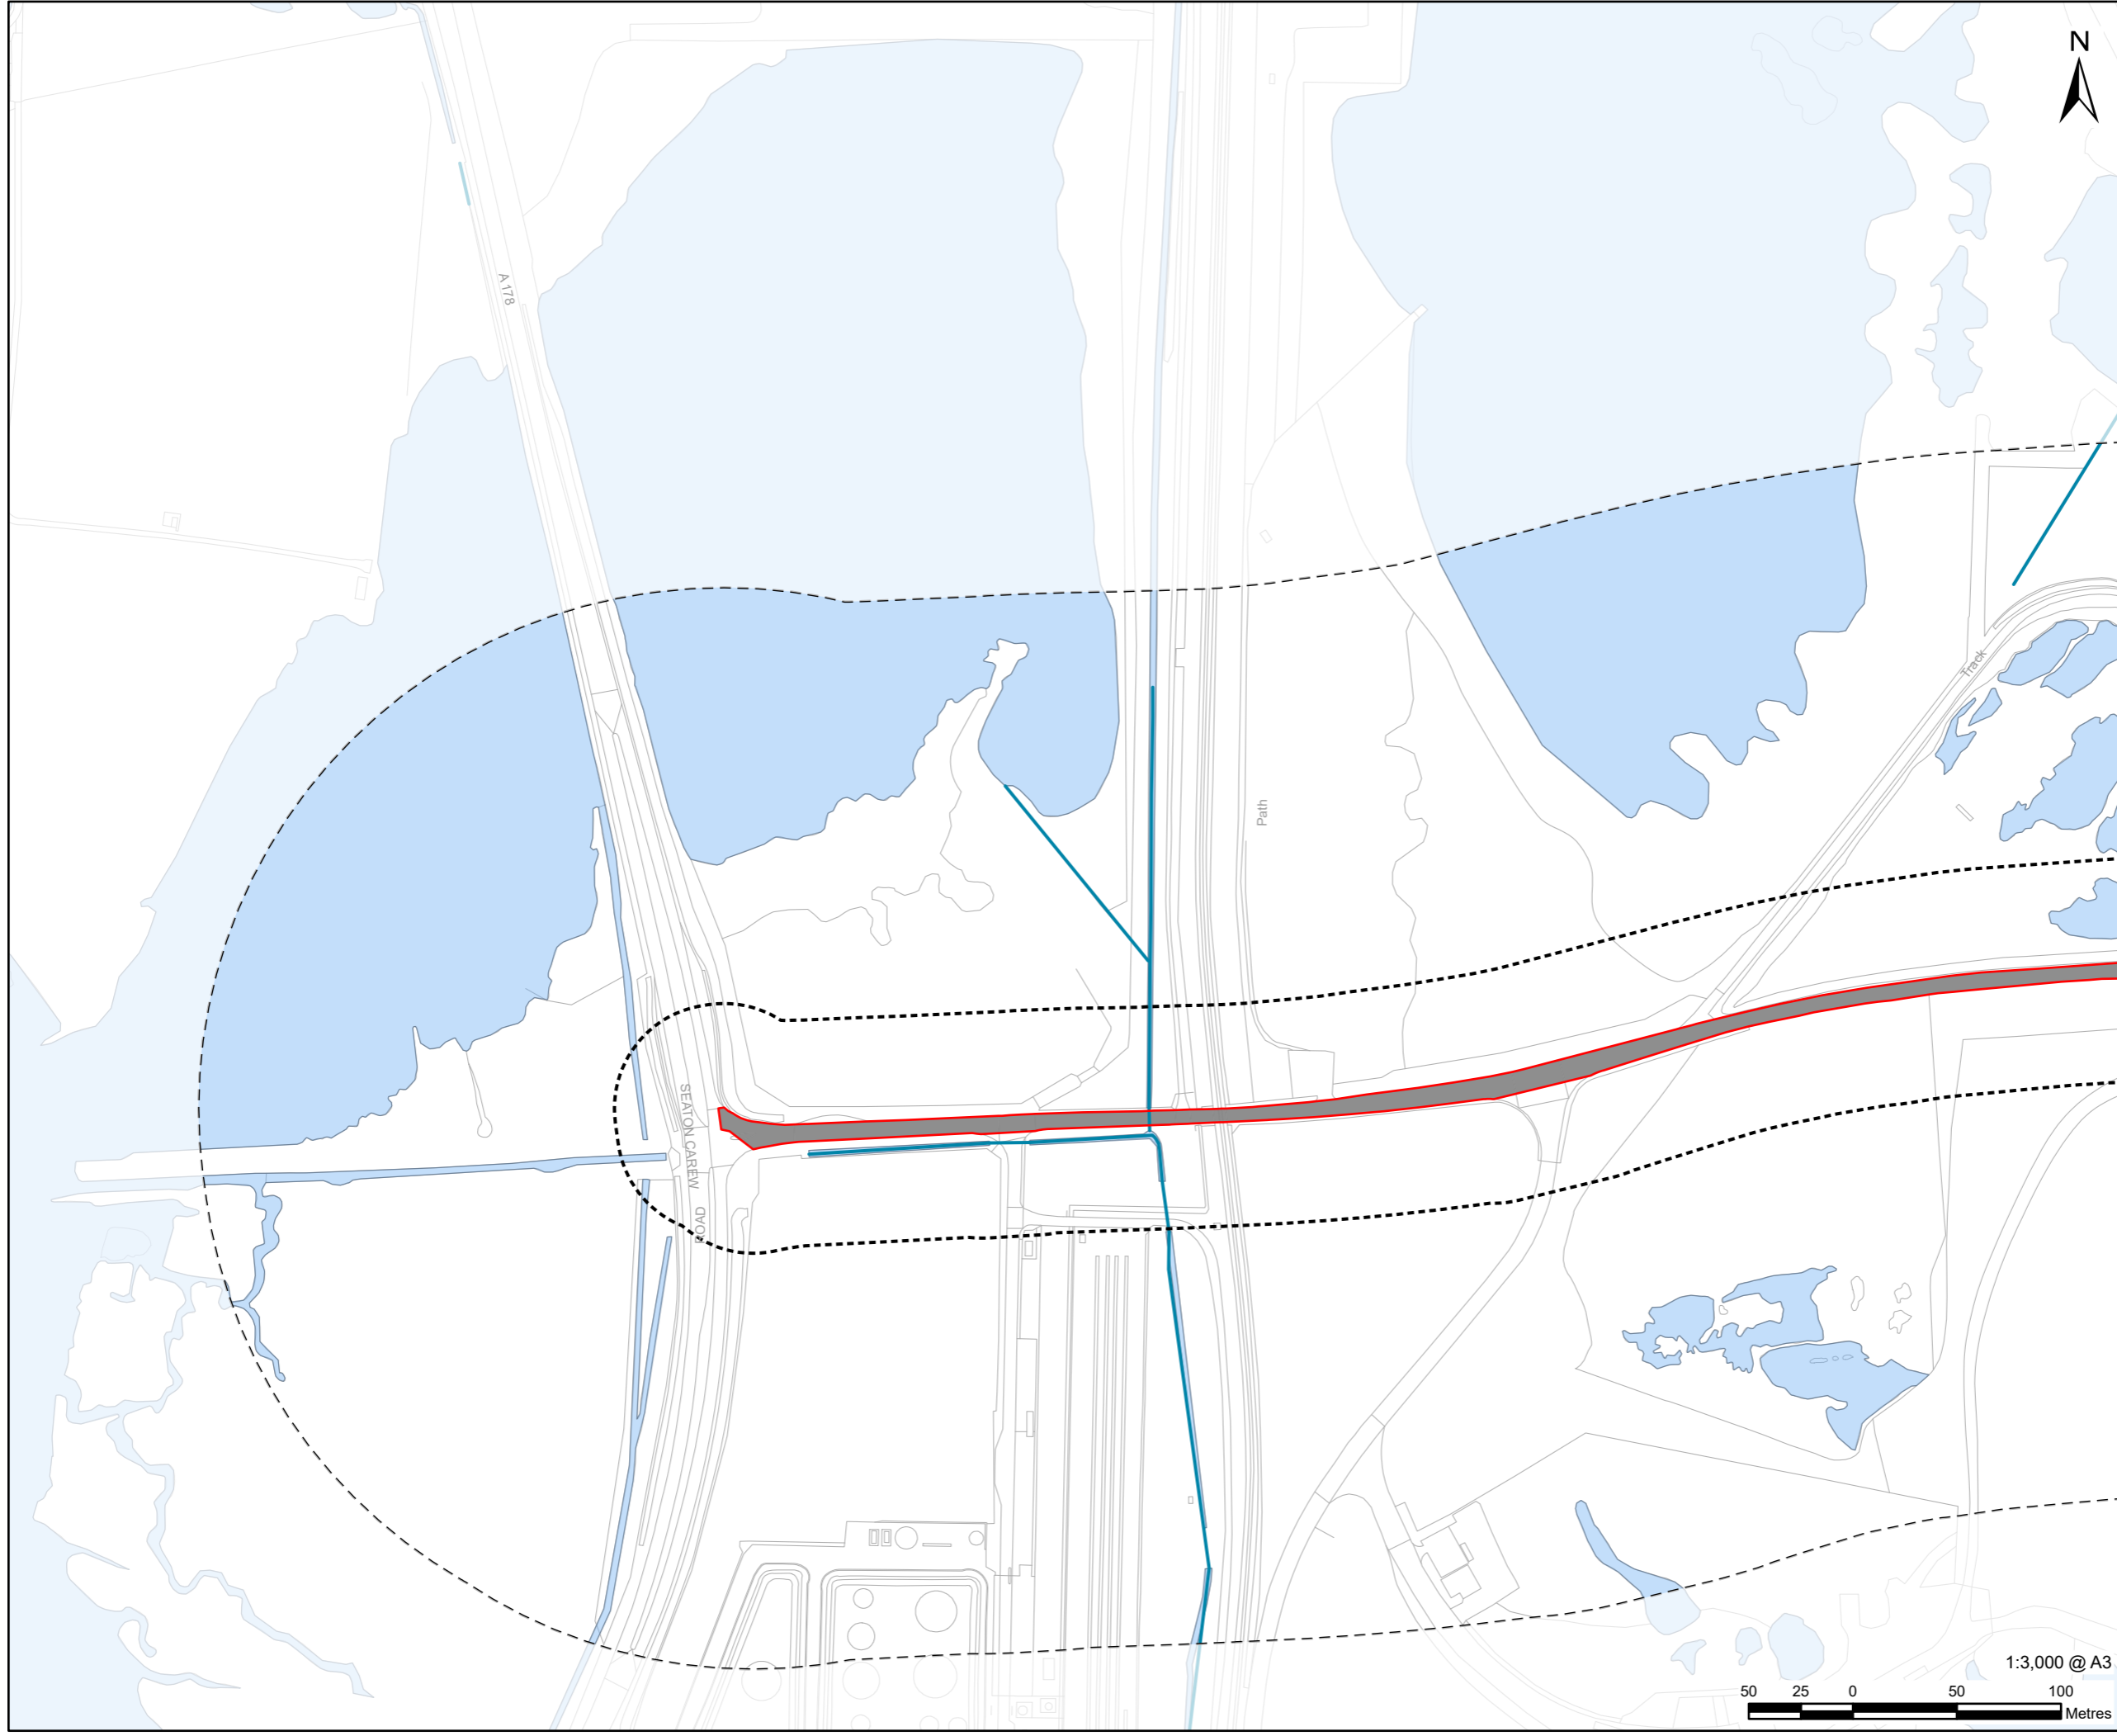 N
A 178
Track
Path
SEATON CAREW ROAD
1:3,000 @ A3
50 25 0 50 100
Metres